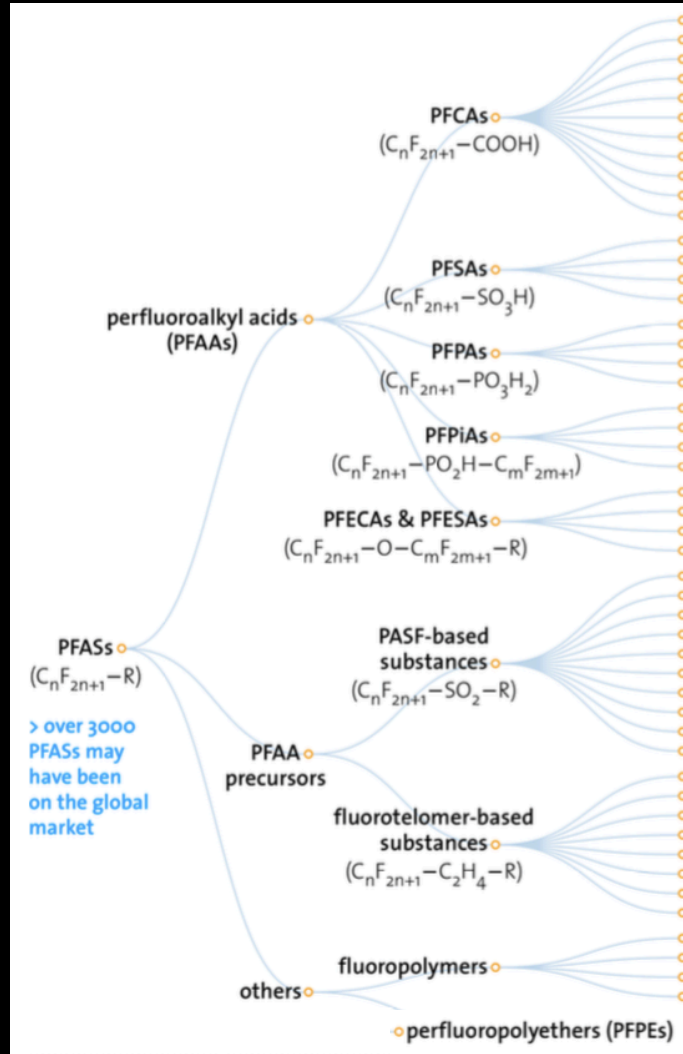 PFCAs
(CₙF₂ₙ₊₁–COOH)
PFSAs
(CₙF₂ₙ₊₁–SO₃H)
perfluoroalkyl acids
(PFAAs)
PFPAs
(CₙF₂ₙ₊₁–PO₃H₂)
PFPiAs
(CₙF₂ₙ₊₁–PO₂H–CₘF₂ₘ₊₁)
PFECAs & PFESAs
(CₙF₂ₙ₊₁–O–CₘF₂ₘ₊₁–R)
PFASs
(CₙF₂ₙ₊₁–R)
> over 3000
PFASs may
have been
on the global
market
PASF-based
substances
(CₙF₂ₙ₊₁–SO₂–R)
PFAA
precursors
fluorotelomer-based
substances
(CₙF₂ₙ₊₁–C₂H₄–R)
fluoropolymers
others
perfluoropolyethers (PFPEs)